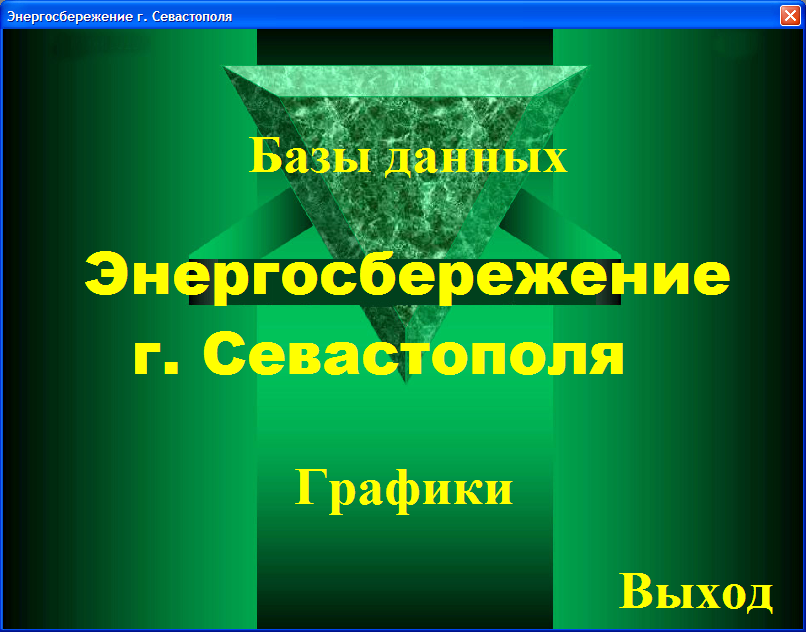 Энергосбережение г. Севастополя
Базы данных
Энергосбережение
г. Севастополя
Графики
Выход